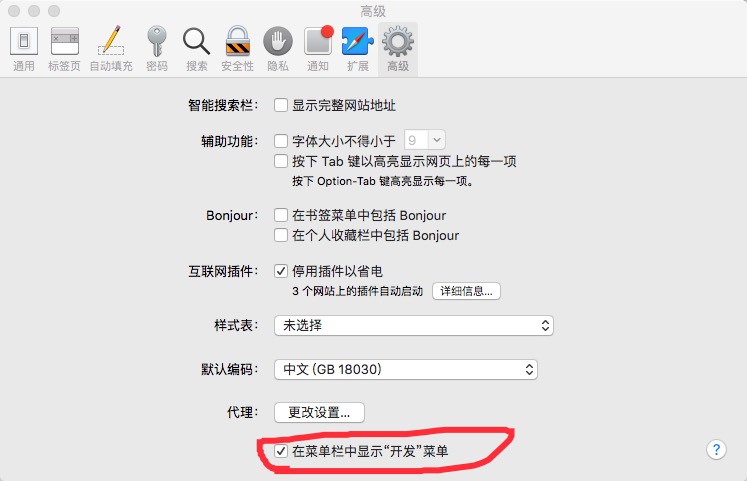 高级
通用 标签页 自动填充 密码 搜索 安全性 隐私 通知 扩展 高级
智能搜索栏： 显示完整网站地址
辅助功能： 字体大小不得小于 9
按下 Tab 键以高亮显示网页上的每一项
按下 Option-Tab 键高亮显示每一项。
Bonjour： 在书签菜单中包括 Bonjour
在个人收藏栏中包括 Bonjour
互联网插件： 停用插件以省电
3 个网站上的插件自动启动 详细信息...
样式表： 未选择
默认编码： 中文 (GB 18030)
代理： 更改设置...
在菜单栏中显示“开发”菜单
?